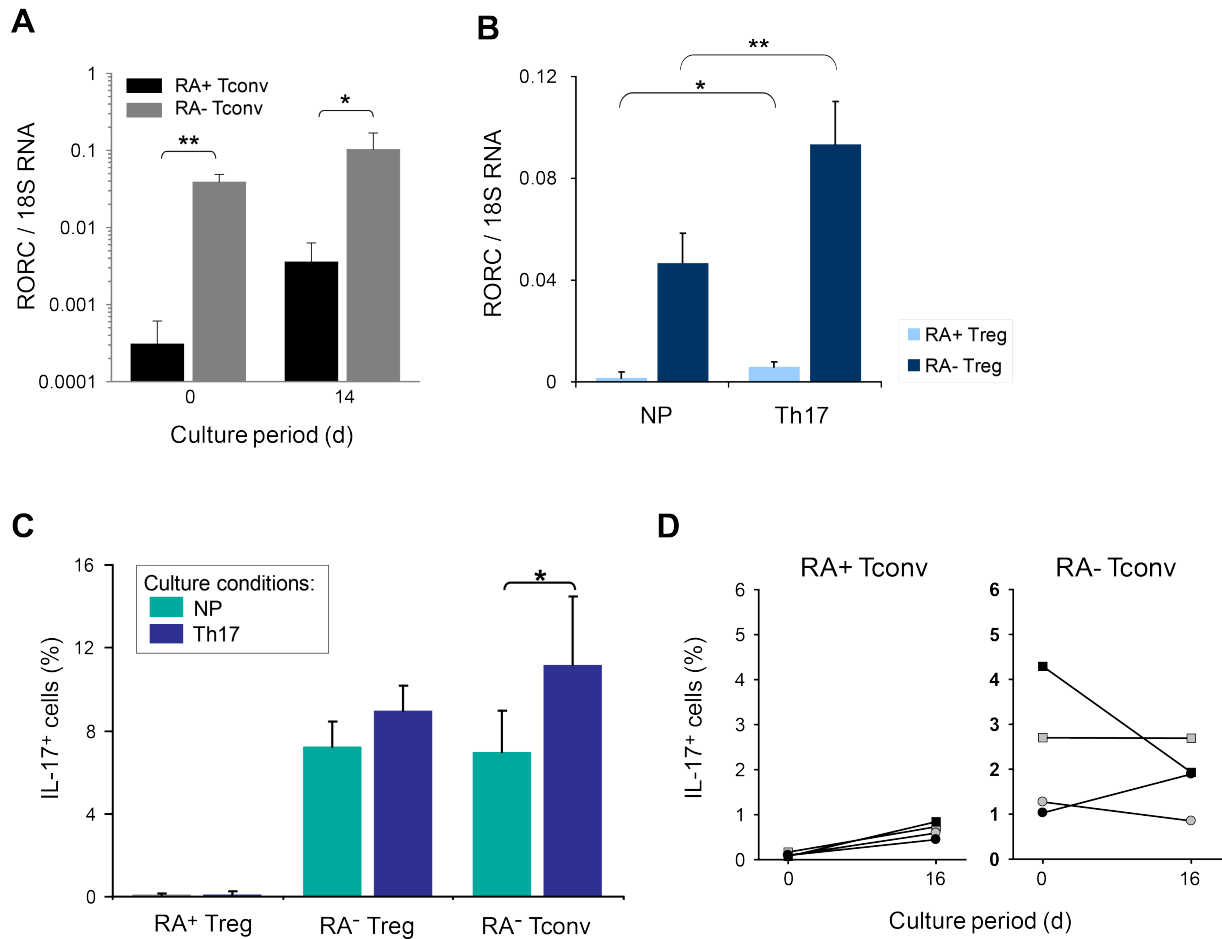 A
RORC / 18S RNA
1
0.1
0.01
0.001
0.0001
RA+ Tconv
RA- Tconv
**
*
0
14
Culture period (d)
B
RORC / 18S RNA
0.12
0.08
0.04
0
**
*
NP
Th17
RA+ Treg
RA- Treg
C
IL-17+ cells (%)
16
12
8
4
0
Culture conditions:
NP
Th17
*
RA+ Treg
RA- Treg
RA- Tconv
D
RA+ Tconv
RA- Tconv
IL-17+ cells (%)
6
5
4
3
2
1
0
0
16
6
5
4
3
2
1
0
0
16
Culture period (d)